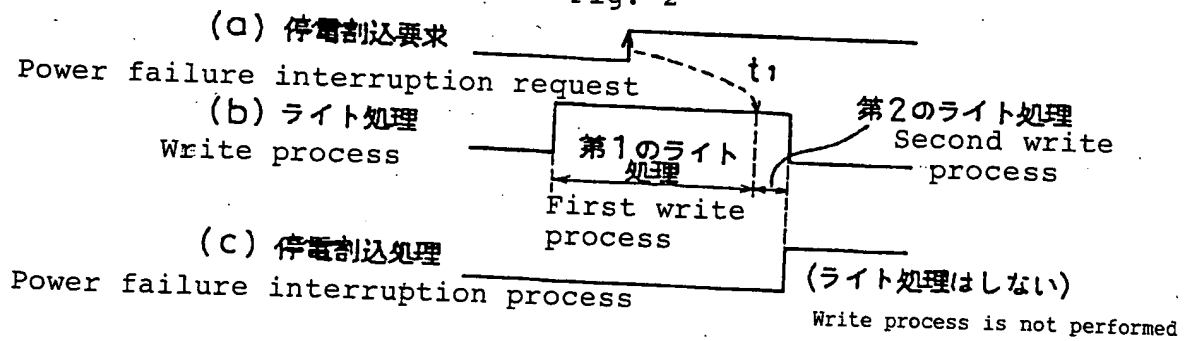 Fig. 2
(a) 停電割込要求
Power failure interruption request
t1
(b) ライト処理
Write process
第1のライト
処理
First write
process
第2のライト処理
Second write
process
(c) 停電割込処理
Power failure interruption process
(ライト処理はしない)
Write process is not performed